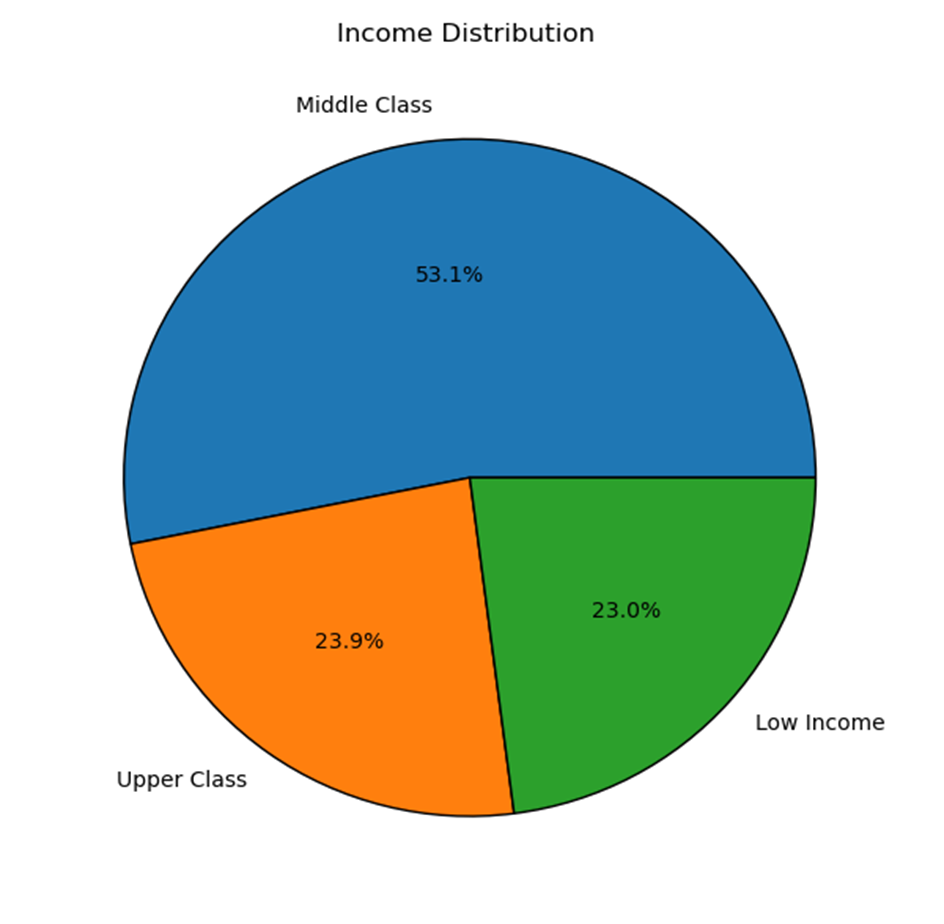 Income Distribution
Middle Class
53.1%
23.0%
23.9%
Low Income
Upper Class